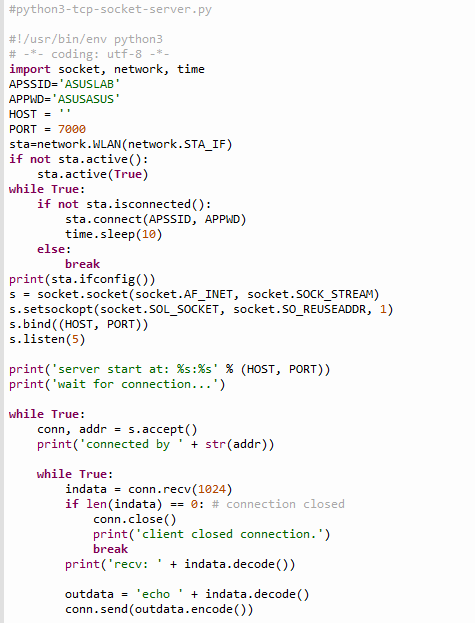 #python3-tcp-socket-server.py

#!/usr/bin/env python3
# -*- coding: utf-8 -*-
import socket, network, time
APSSID='ASUSLAB'
APPWD='ASUSASUS'
HOST = ''
PORT = 7000
sta=network.WLAN(network.STA_IF)
if not sta.active():
    sta.active(True)
while True:
    if not sta.isconnected():
        sta.connect(APSSID, APPWD)
        time.sleep(10)
    else:
        break
print(sta.ifconfig())
s = socket.socket(socket.AF_INET, socket.SOCK_STREAM)
s.setsockopt(socket.SOL_SOCKET, socket.SO_REUSEADDR, 1)
s.bind((HOST, PORT))
s.listen(5)

print('server start at: %s:%s' % (HOST, PORT))
print('wait for connection...')

while True:
    conn, addr = s.accept()
    print('connected by ' + str(addr))

    while True:
        indata = conn.recv(1024)
        if len(indata) == 0: # connection closed
            conn.close()
            print('client closed connection.')
            break
        print('recv: ' + indata.decode())

        outdata = 'echo ' + indata.decode()
        conn.send(outdata.encode())